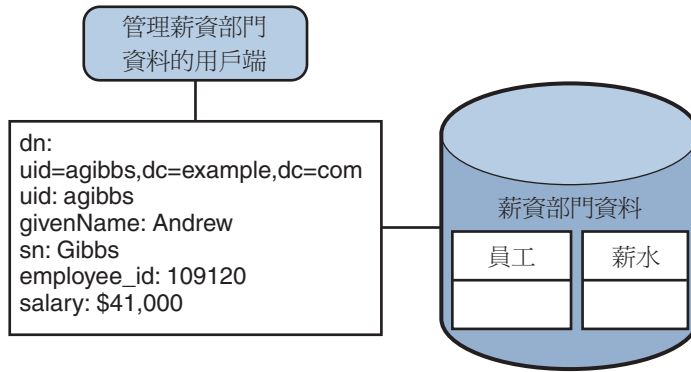 管理薪資部門
資料的用戶端
dn:
uid=agibbs,dc=example,dc=com
uid: agibbs
givenName: Andrew
sn: Gibbs
employee_id: 109120
salary: $41,000
薪資部門資料
員工
薪水